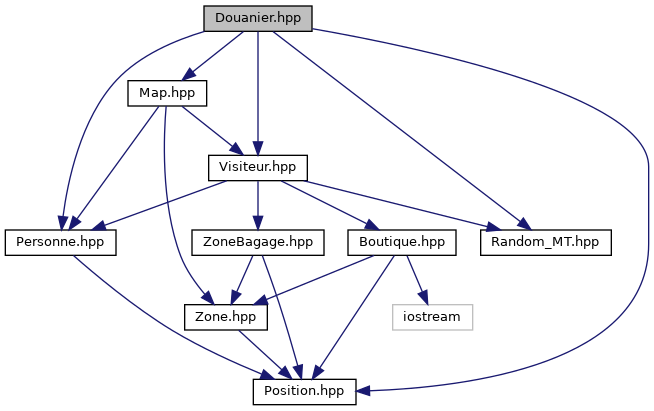 Douanier.hpp
Map.hpp
Visiteur.hpp
Personne.hpp
ZoneBagage.hpp
Boutique.hpp
Random_MT.hpp
Zone.hpp
iostream
Position.hpp